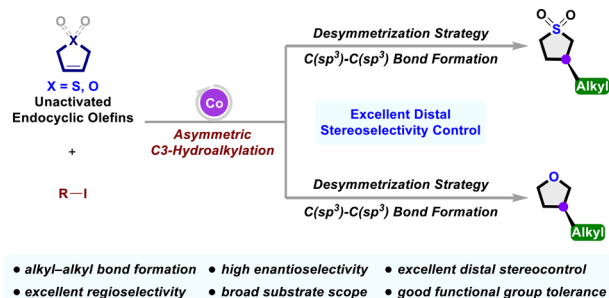 O O
X
X = S, O
Unactivated
Endocyclic Olefins
+
R—I
Co
Asymmetric
C3-Hydroalkylation
Desymmetrization Strategy
C(sp³)-C(sp³) Bond Formation
Excellent Distal
Stereoselectivity Control
Desymmetrization Strategy
C(sp³)-C(sp³) Bond Formation
O O
S
Alkyl
O
Alkyl
● alkyl–alkyl bond formation ● high enantioselectivity ● excellent distal stereocontrol
● excellent regioselectivity ● broad substrate scope ● good functional group tolerance